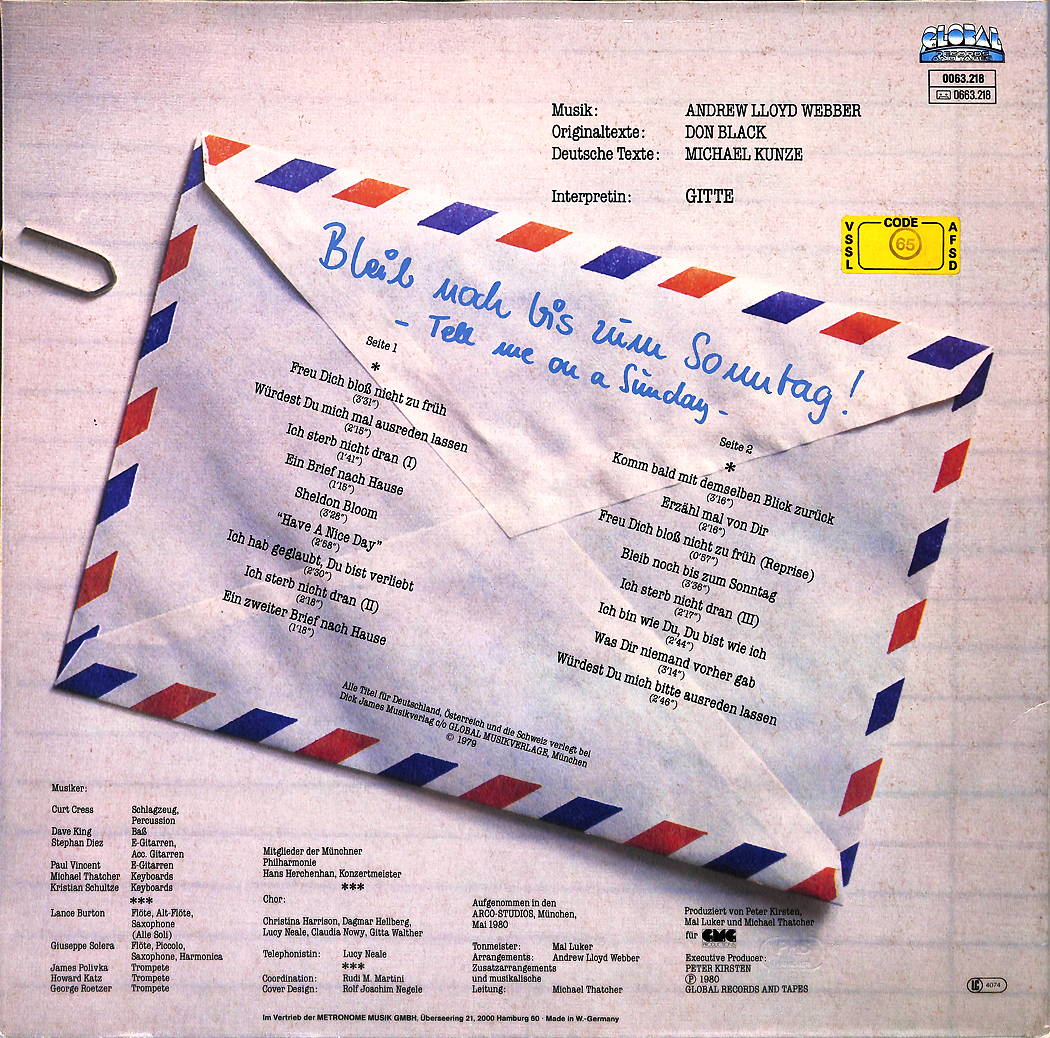 GLOBAL
RECORDS
AND TAPES
0063.218
0663.218
Musik: ANDREW LLOYD WEBBER
Originaltexte: DON BLACK
Deutsche Texte: MICHAEL KUNZE
Interpretin: GITTE
CODE
VSSL 65 AFSD
Bleib noch bis zum Sonntag!
- Tell me on a Sunday -
Seite 1
*
Freu Dich bloß nicht zu früh
(3'31")
Würdest Du mich mal ausreden lassen
(2'15")
Ich sterb nicht dran (I)
(1'41")
Ein Brief nach Hause
(1'15")
Sheldon Bloom
(3'28")
"Have A Nice Day"
(2'58")
Ich hab geglaubt, Du bist verliebt
(2'30")
Ich sterb nicht dran (II)
(2'18")
Ein zweiter Brief nach Hause
(1'18")
Seite 2
*
Komm bald mit demselben Blick zurück
(3'16")
Erzähl mal von Dir
(2'16")
Freu Dich bloß nicht zu früh (Reprise)
(0'57")
Bleib noch bis zum Sonntag
(3'36")
Ich sterb nicht dran (III)
(2'17")
Ich bin wie Du, Du bist wie ich
(2'44")
Was Dir niemand vorher gab
(3'14")
Würdest Du mich bitte ausreden lassen
(2'46")
Alle Titel für Deutschland, Österreich und die Schweiz verlegt bei
Dick James Musikverlag c/o GLOBAL MUSIKVERLAGE, München
© 1979
Musiker:
Curt Cress Schlagzeug,
Percussion
Dave King Baß
Stephan Diez E-Gitarren,
Acc. Gitarren
Paul Vincent E-Gitarren
Michael Thatcher Keyboards
Kristian Schultze Keyboards
***
Lance Burton Flöte, Alt-Flöte,
Saxophone
(Alle Soli)
Giuseppe Solera Flöte, Piccolo,
Saxophon, Harmonica
James Polivka Trompete
Howard Katz Trompete
George Roetzer Trompete
Mitglieder der Münchner
Philharmonie
Hans Herchenhan, Konzertmeister
***
Chor:
Christina Harrison, Dagmar Hellberg,
Lucy Neale, Claudia Nowy, Gitta Walther
Telephonistin: Lucy Neale
***
Coordination: Rudi M. Martini
Cover Design: Rolf Joachim Negele
Aufgenommen in den
ARCO-STUDIOS, München,
Mai 1980
Tonmeister: Mal Luker
Arrangements: Andrew Lloyd Webber
Zusatzarrangements
und musikalische
Leitung: Michael Thatcher
Produziert von Peter Kirsten,
Mal Luker und Michael Thatcher
für GMG
PRODUCTIONS
Executive Producer:
PETER KIRSTEN
Ⓟ 1980
GLOBAL RECORDS AND TAPES
LC 4074
Im Vertrieb der METRONOME MUSIK GMBH, Überseering 21, 2000 Hamburg 60 · Made in W.-Germany